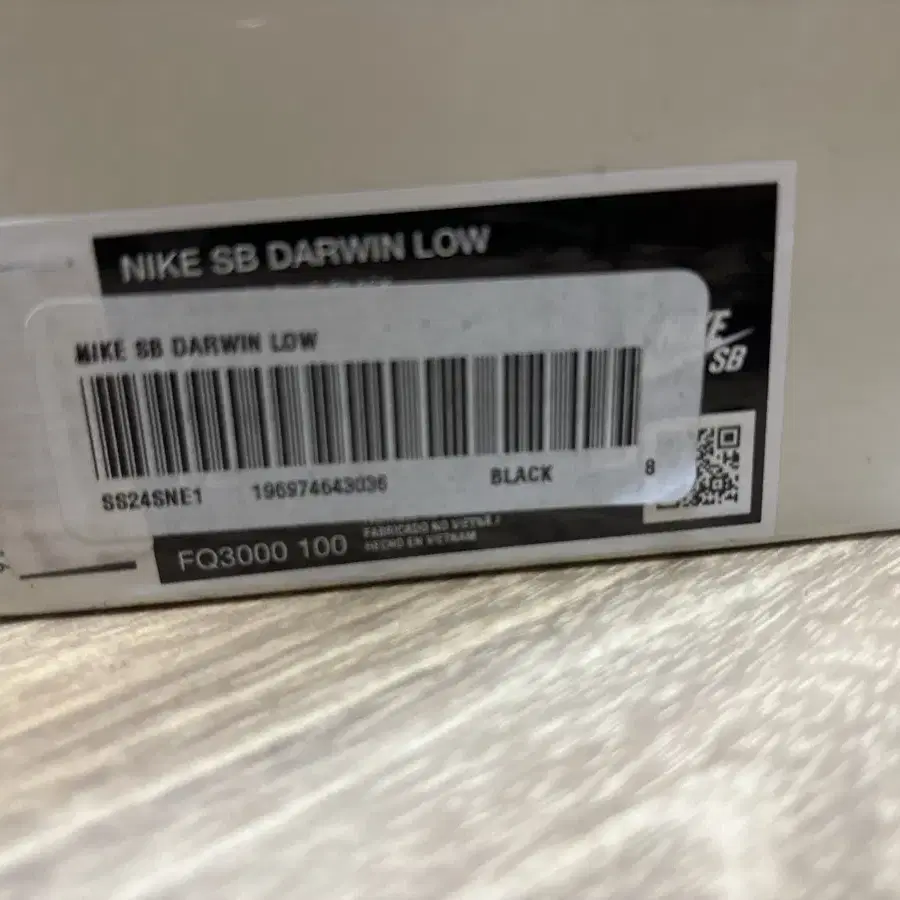 NIKE SB DARWIN LOW
NIKE SB DARWIN LOW
SB
SS24SNE1 196974643036 BLACK 8
FQ3000 100
FABRICADO NO VIETNÃ /
HECHO EN VIETNAM